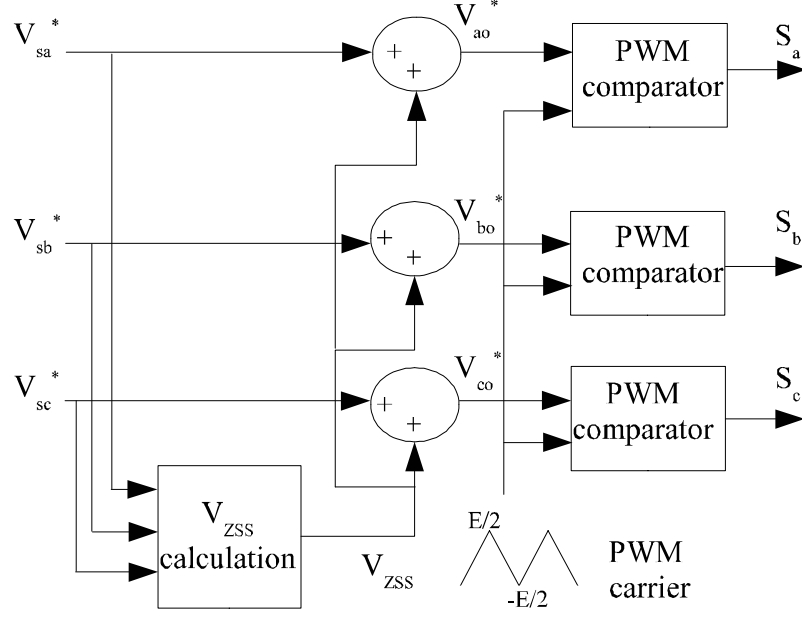 V_sa* + + V_ao* PWM comparator S_a
V_sb* + + V_bo* PWM comparator S_b
V_sc* + + V_co* PWM comparator S_c
V_ZSS calculation
V_ZSS
E/2
-E/2
PWM
carrier